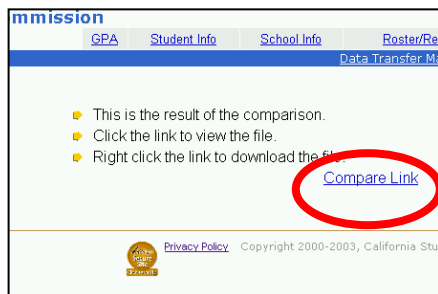 mmission
GPA Student Info School Info Roster/Re
Data Transfer Ma
This is the result of the comparison.
Click the link to view the file.
Right click the link to download the file.
Compare Link
Privacy Policy Copyright 2000-2003, California Stu
Secure